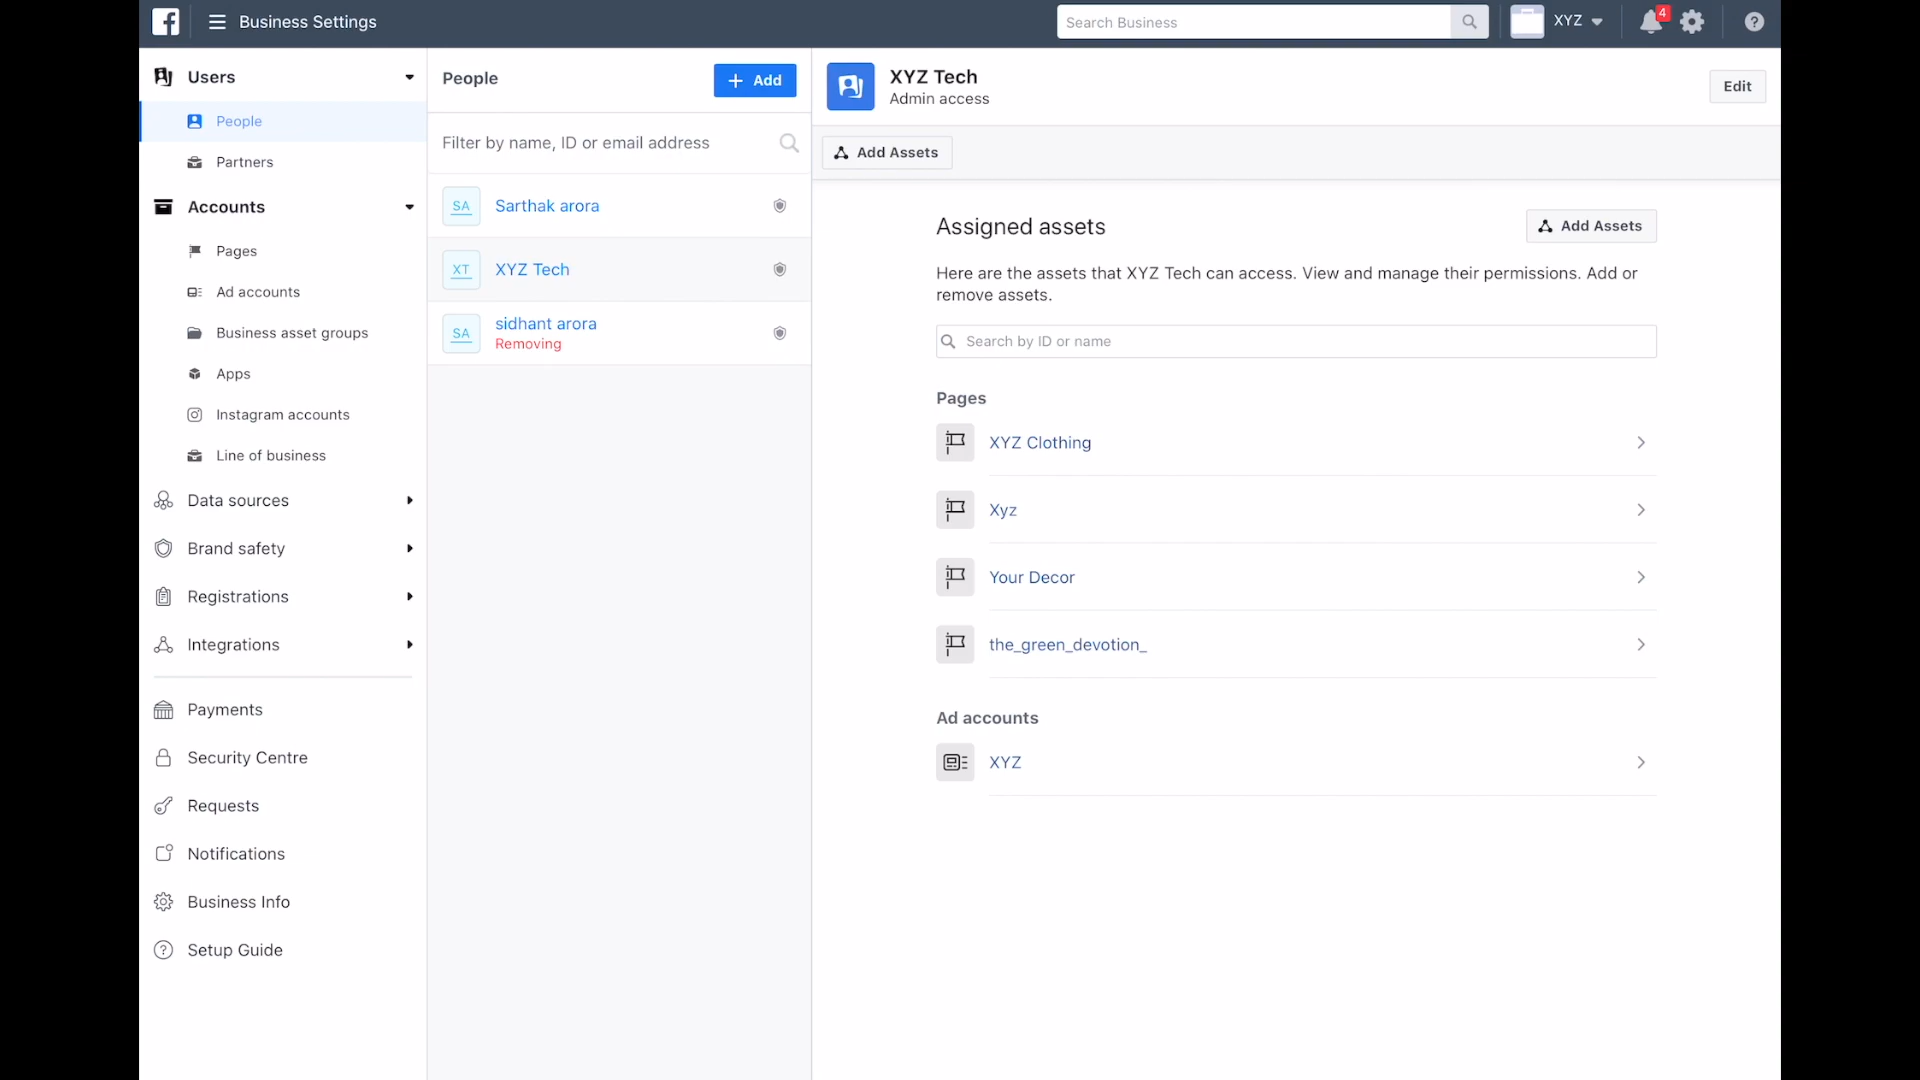 Business Settings
Search Business
XYZ
4
Users
People
Partners
Accounts
Pages
Ad accounts
Business asset groups
Apps
Instagram accounts
Line of business
Data sources
Brand safety
Registrations
Integrations
Payments
Security Centre
Requests
Notifications
Business Info
Setup Guide
People
+ Add
Filter by name, ID or email address
SA
Sarthak arora
XT
XYZ Tech
SA
sidhant arora
Removing
XYZ Tech
Admin access
Edit
Add Assets
Assigned assets
Add Assets
Here are the assets that XYZ Tech can access. View and manage their permissions. Add or
remove assets.
Search by ID or name
Pages
XYZ Clothing
Xyz
Your Decor
the_green_devotion_
Ad accounts
XYZ